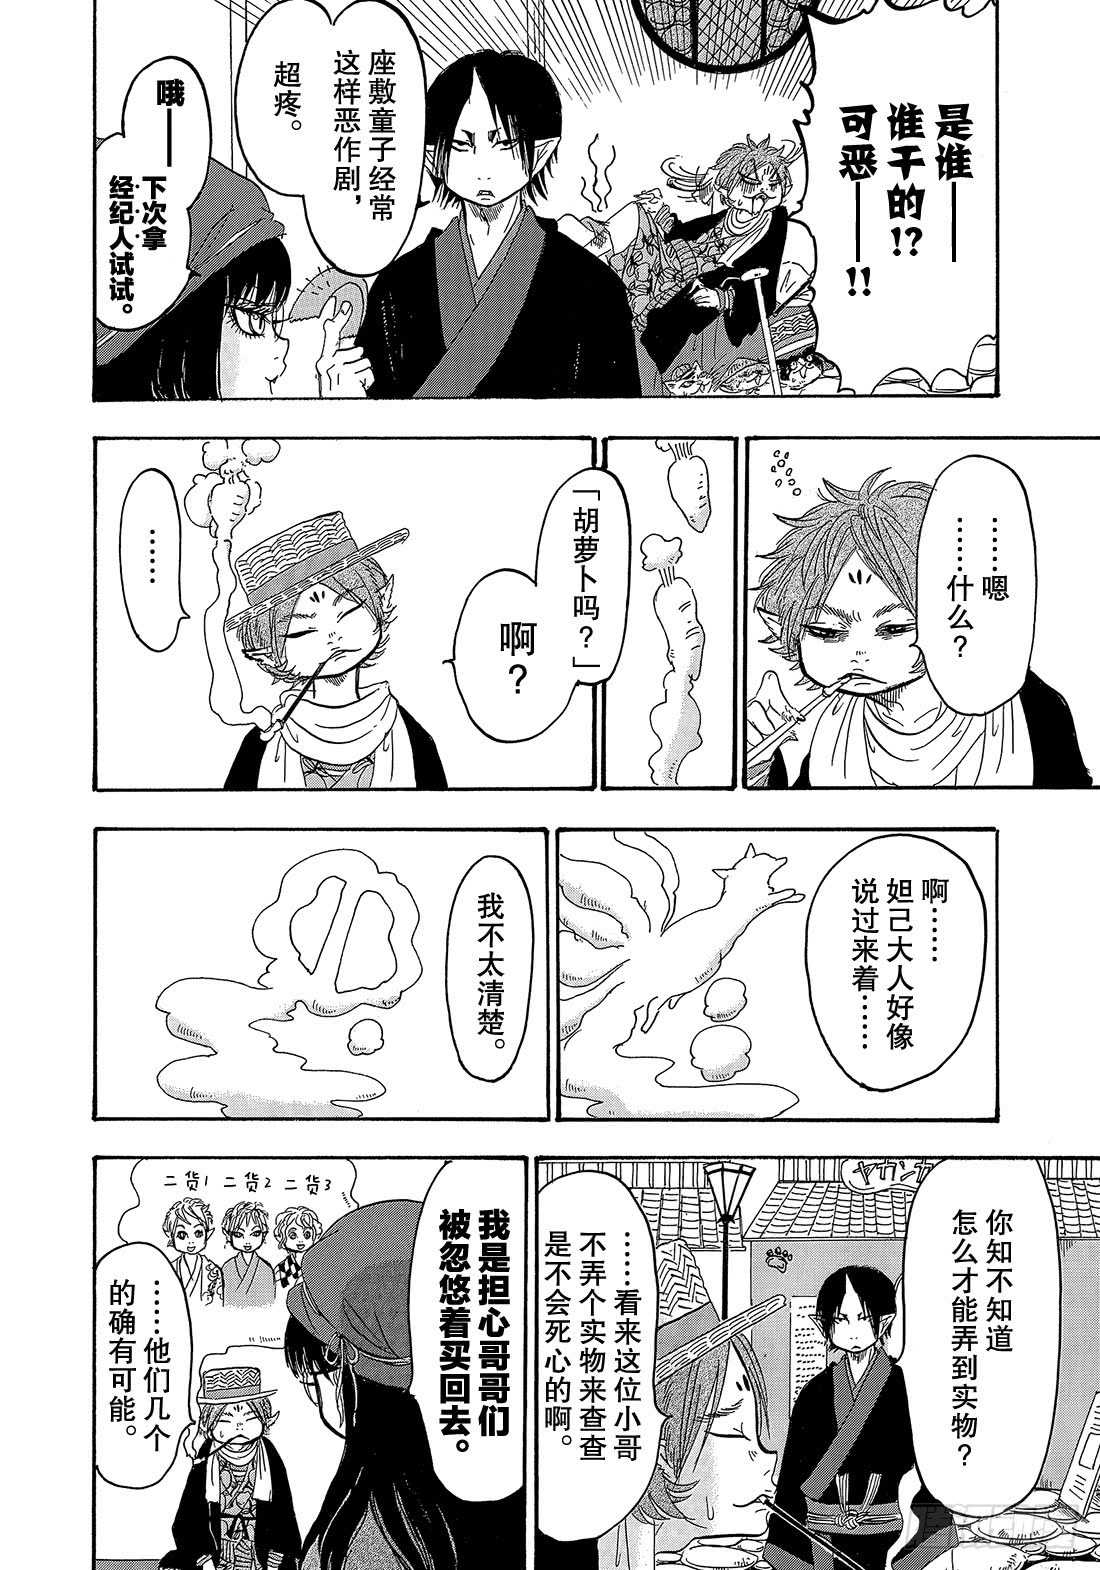 是谁——
谁干的!?
可恶——!!
座敷童子经常
这样恶作剧，
超疼。
哦——
下次拿
经纪人试试。
……嗯
……什么？
「胡萝卜吗？」
啊？
……
啊……
妲己大人好像
说过来着……
我不太清楚。
ヤカンカ
你知不知道
怎么才能弄到实物？
……看来这位小哥
不弄个实物来查查
是不会死心的啊。
我是担心哥哥们
被忽悠着买回去。
二货1 二货2 二货3
……他们几个
的确有可能。